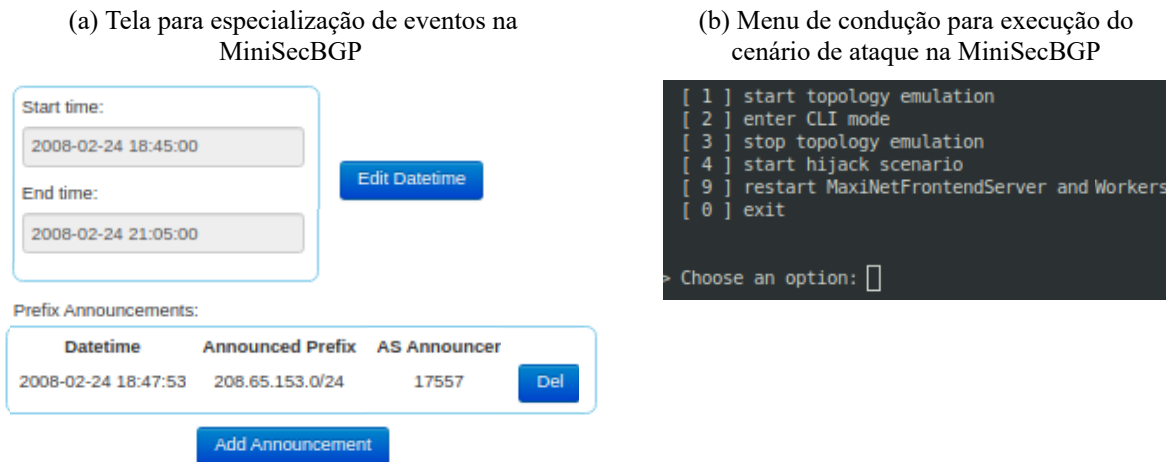 (a) Tela para especialização de eventos na
MiniSecBGP
Start time:
2008-02-24 18:45:00
Edit Datetime
End time:
2008-02-24 21:05:00
Prefix Announcements:
Datetime Announced Prefix AS Announcer
2008-02-24 18:47:53 208.65.153.0/24 17557 Del
Add Announcement
(b) Menu de condução para execução do
cenário de ataque na MiniSecBGP
[ 1 ] start topology emulation
[ 2 ] enter CLI mode
[ 3 ] stop topology emulation
[ 4 ] start hijack scenario
[ 9 ] restart MaxiNetFrontendServer and Workers
[ 0 ] exit
> Choose an option: